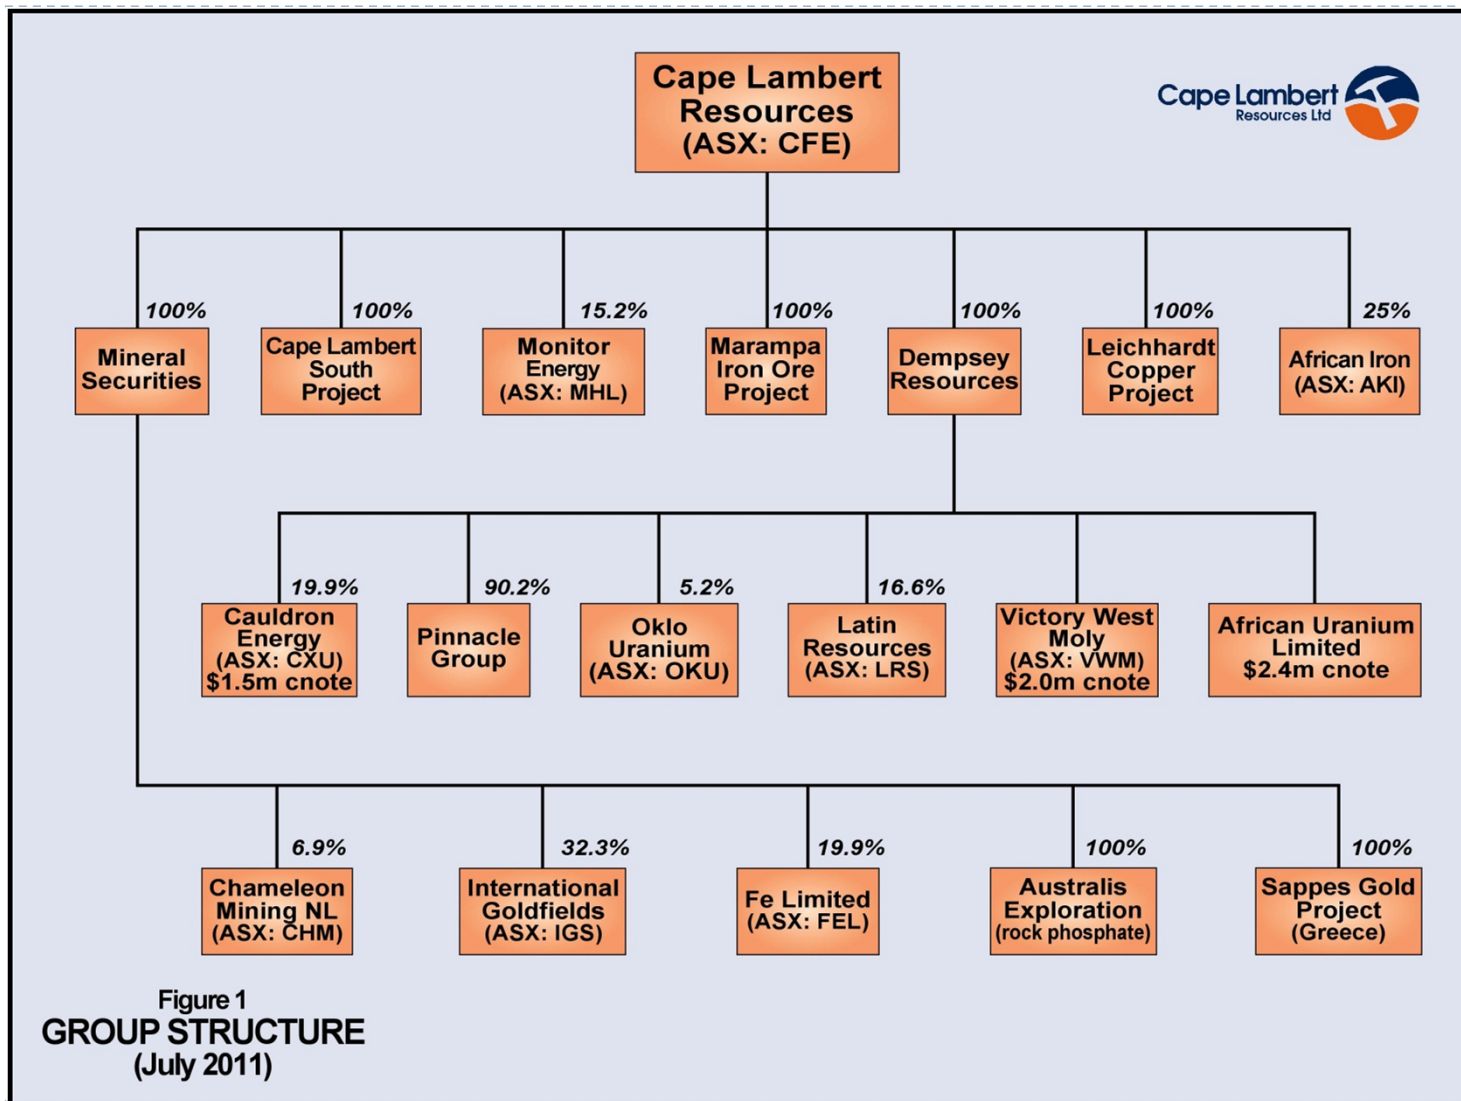 Cape Lambert
Resources
(ASX: CFE)
Cape Lambert
Resources Ltd
100%
Mineral
Securities
100%
Cape Lambert
South
Project
15.2%
Monitor
Energy
(ASX: MHL)
100%
Marampa
Iron Ore
Project
100%
Dempsey
Resources
100%
Leichhardt
Copper
Project
25%
African Iron
(ASX: AKI)
19.9%
Cauldron
Energy
(ASX: CXU)
$1.5m cnote
90.2%
Pinnacle
Group
5.2%
Oklo
Uranium
(ASX: OKU)
16.6%
Latin
Resources
(ASX: LRS)
Victory West
Moly
(ASX: VWM)
$2.0m cnote
African Uranium
Limited
$2.4m cnote
6.9%
Chameleon
Mining NL
(ASX: CHM)
32.3%
International
Goldfields
(ASX: IGS)
19.9%
Fe Limited
(ASX: FEL)
100%
Australis
Exploration
(rock phosphate)
100%
Sappes Gold
Project
(Greece)
Figure 1
GROUP STRUCTURE
(July 2011)